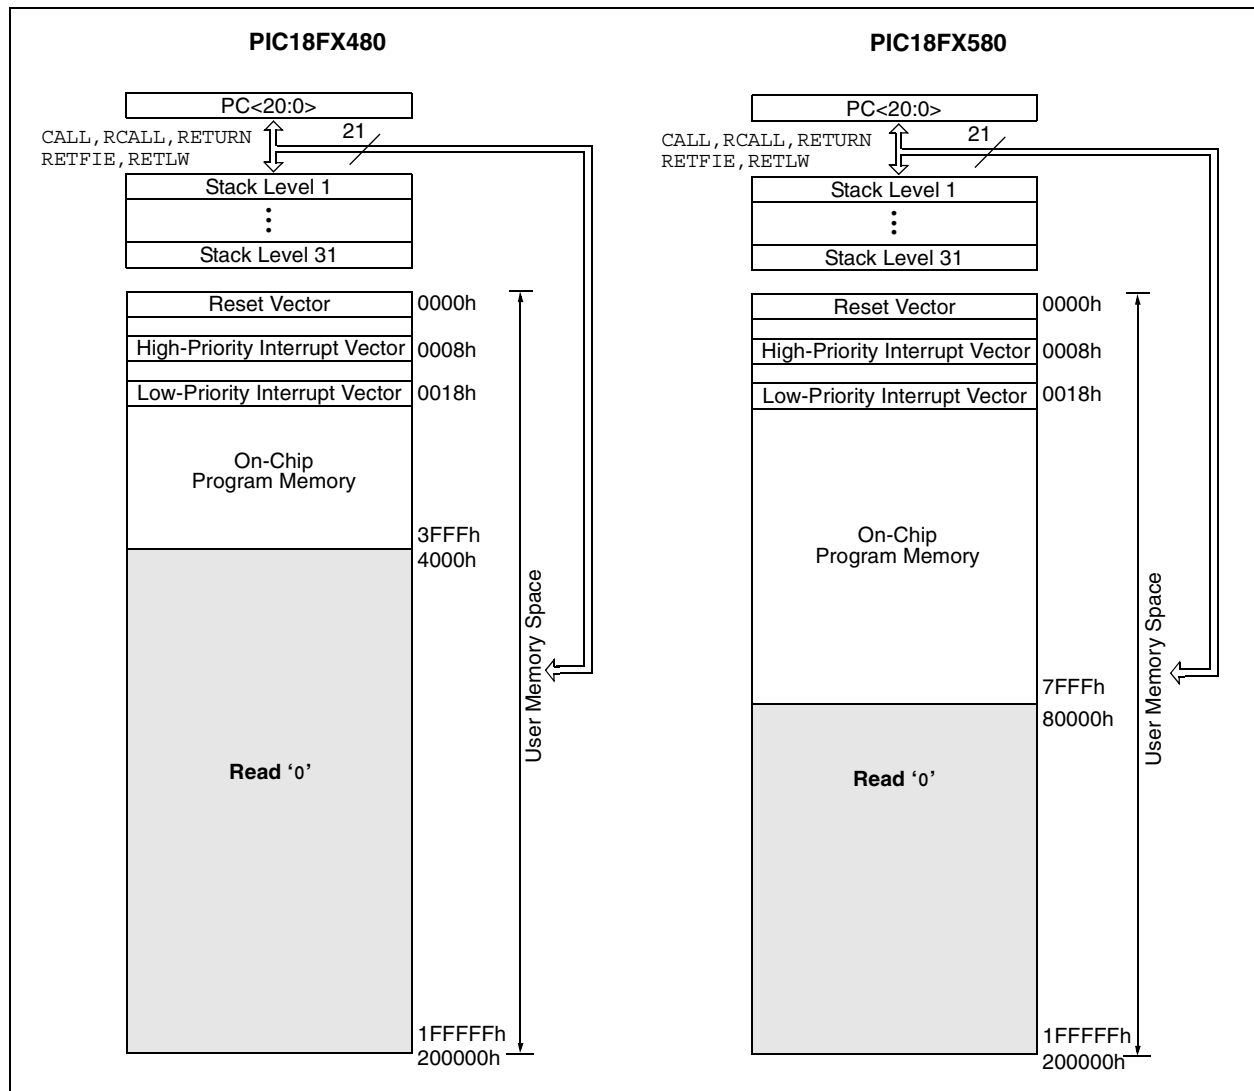 PIC18FX480
PC<20:0>
CALL,RCALL,RETURN
RETFIE,RETLW
21
Stack Level 1
⋮
Stack Level 31
Reset Vector
0000h
High-Priority Interrupt Vector
0008h
Low-Priority Interrupt Vector
0018h
On-Chip
Program Memory
3FFFh
4000h
Read ‘0’
1FFFFFh
200000h
User Memory Space
PIC18FX580
PC<20:0>
CALL,RCALL,RETURN
RETFIE,RETLW
21
Stack Level 1
⋮
Stack Level 31
Reset Vector
0000h
High-Priority Interrupt Vector
0008h
Low-Priority Interrupt Vector
0018h
On-Chip
Program Memory
7FFFh
80000h
Read ‘0’
1FFFFFh
200000h
User Memory Space